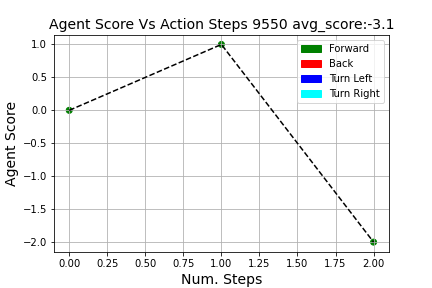 Agent Score Vs Action Steps 9550 avg_score:-3.1
1.0
0.5
0.0
−0.5
−1.0
−1.5
−2.0
Agent Score
Forward
Back
Turn Left
Turn Right
0.00 0.25 0.50 0.75 1.00 1.25 1.50 1.75 2.00
Num. Steps